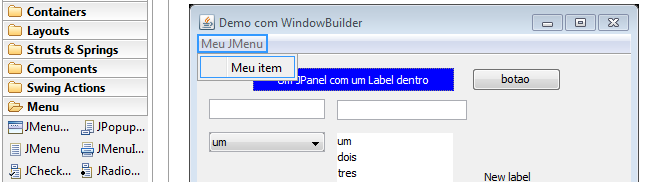 Containers
Layouts
Struts & Springs
Components
Swing Actions
Menu
JMenu... JPopup...
JMenu JMenuI...
JCheck... JRadio...
Demo com WindowBuilder
Meu JMenu
Meu item
Um JPanel com um Label dentro
botao
um
um
dois
tres
New label